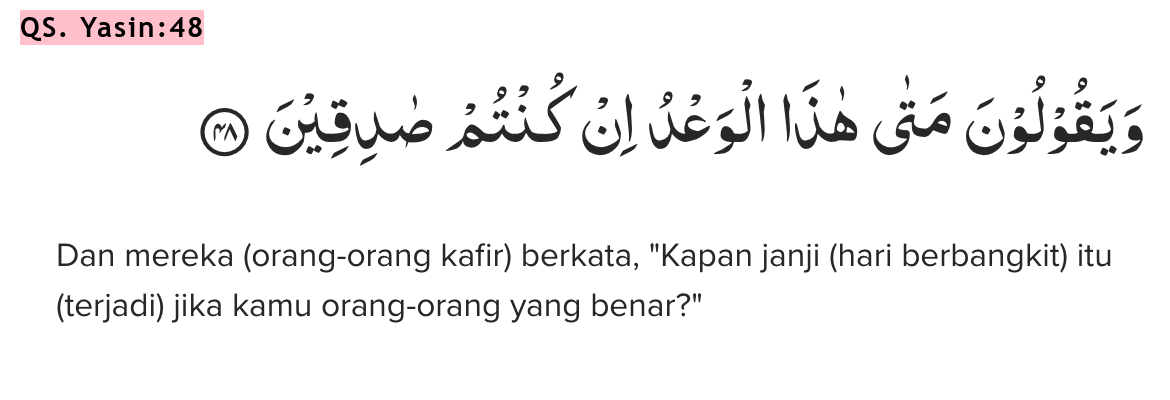 QS. Yasin:48
وَيَقُوْلُوْنَ مَتٰى هٰذَا الْوَعْدُ اِنْ كُنْتُمْ صٰدِقِيْنَ ۝٤٨
Dan mereka (orang-orang kafir) berkata, "Kapan janji (hari berbangkit) itu
(terjadi) jika kamu orang-orang yang benar?"